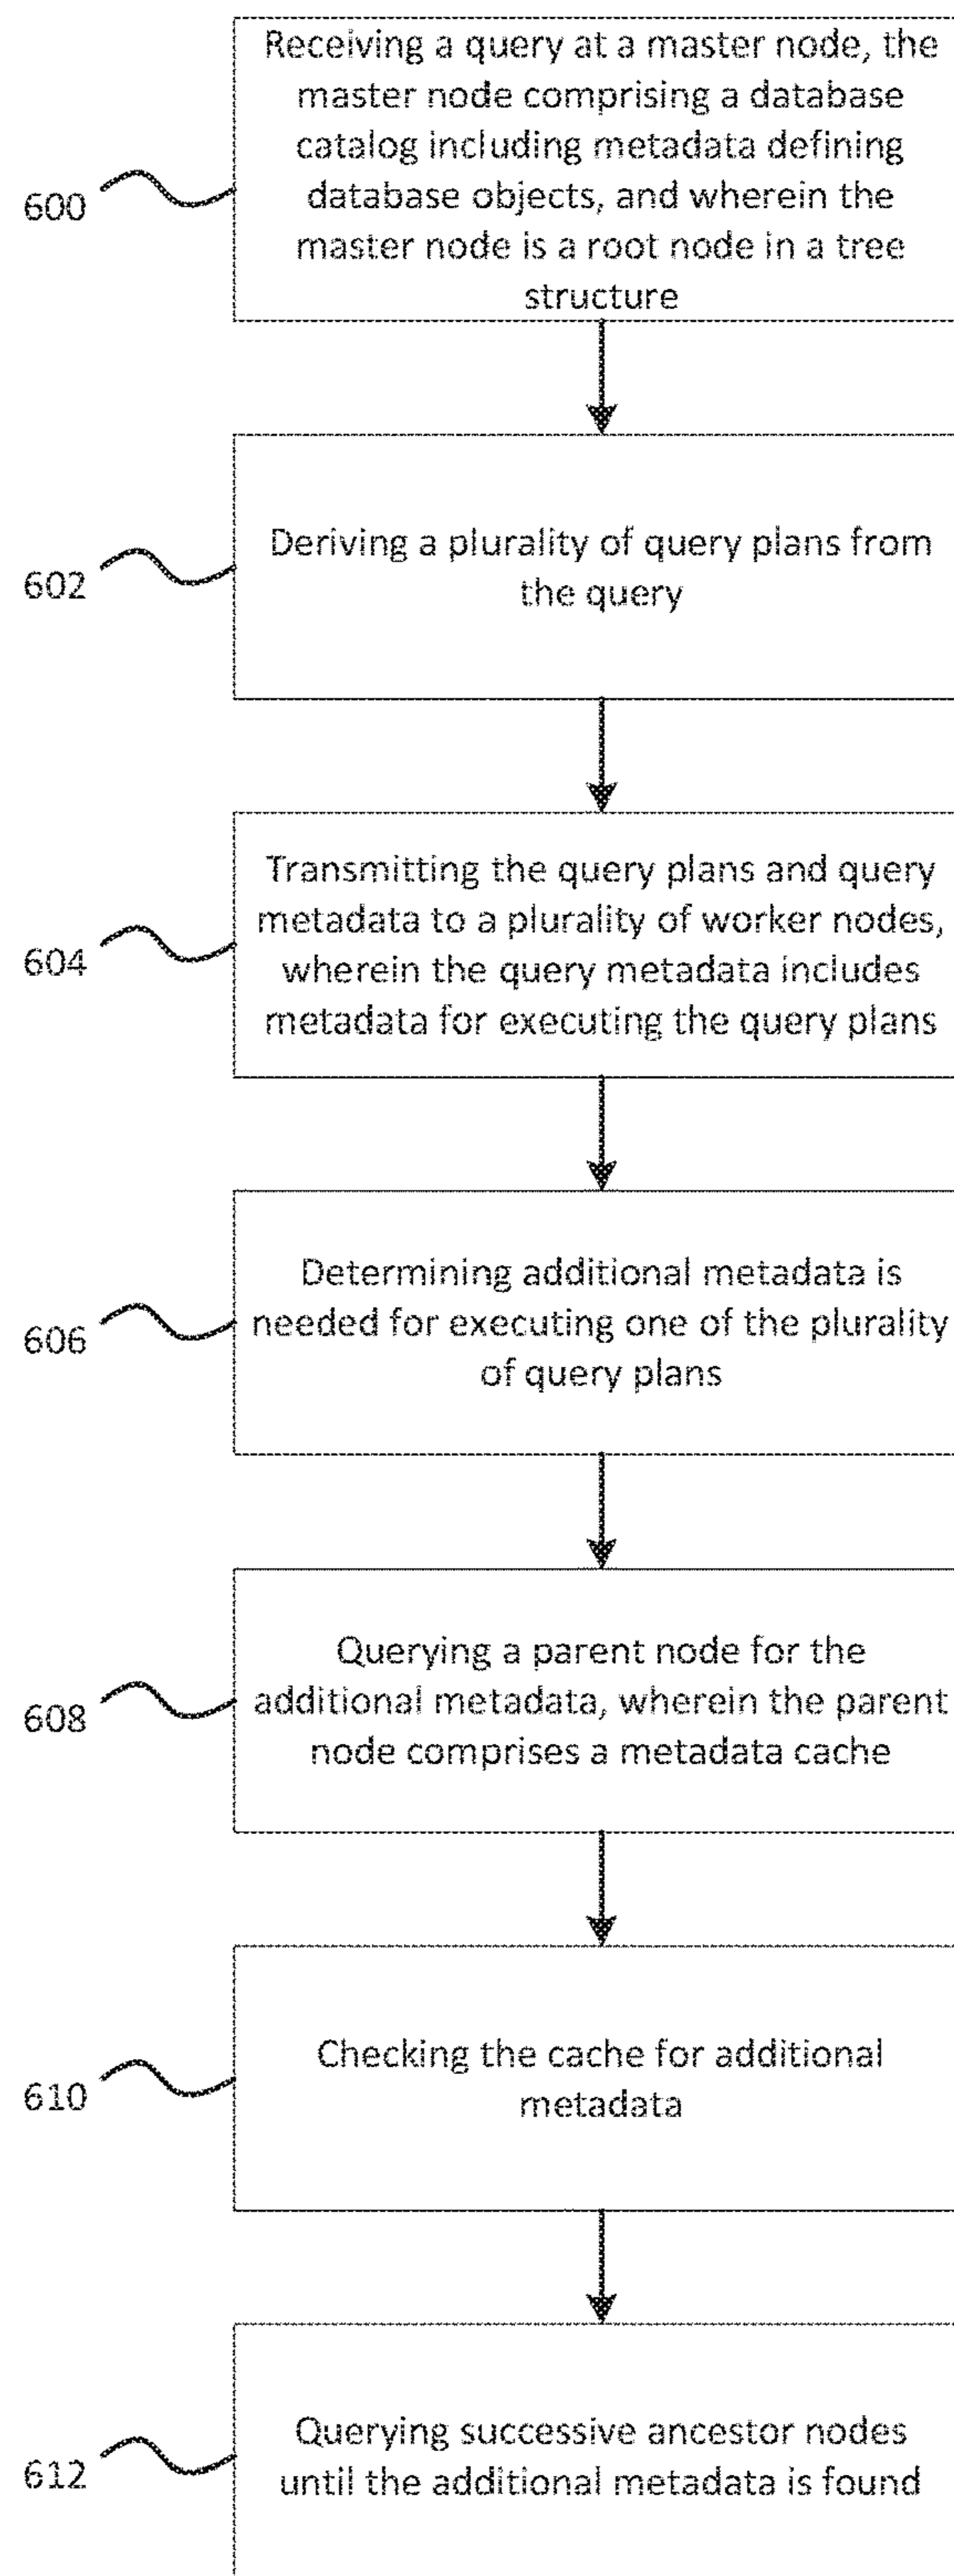 Receiving a query at a master node, the
master node comprising a database
catalog including metadata defining
database objects, and wherein the
master node is a root node in a tree
structure
600
Deriving a plurality of query plans from
the query
602
Transmitting the query plans and query
metadata to a plurality of worker nodes,
wherein the query metadata includes
metadata for executing the query plans
604
Determining additional metadata is
needed for executing one of the plurality
of query plans
606
Querying a parent node for the
additional metadata, wherein the parent
node comprises a metadata cache
608
Checking the cache for additional
metadata
610
Querying successive ancestor nodes
until the additional metadata is found
612